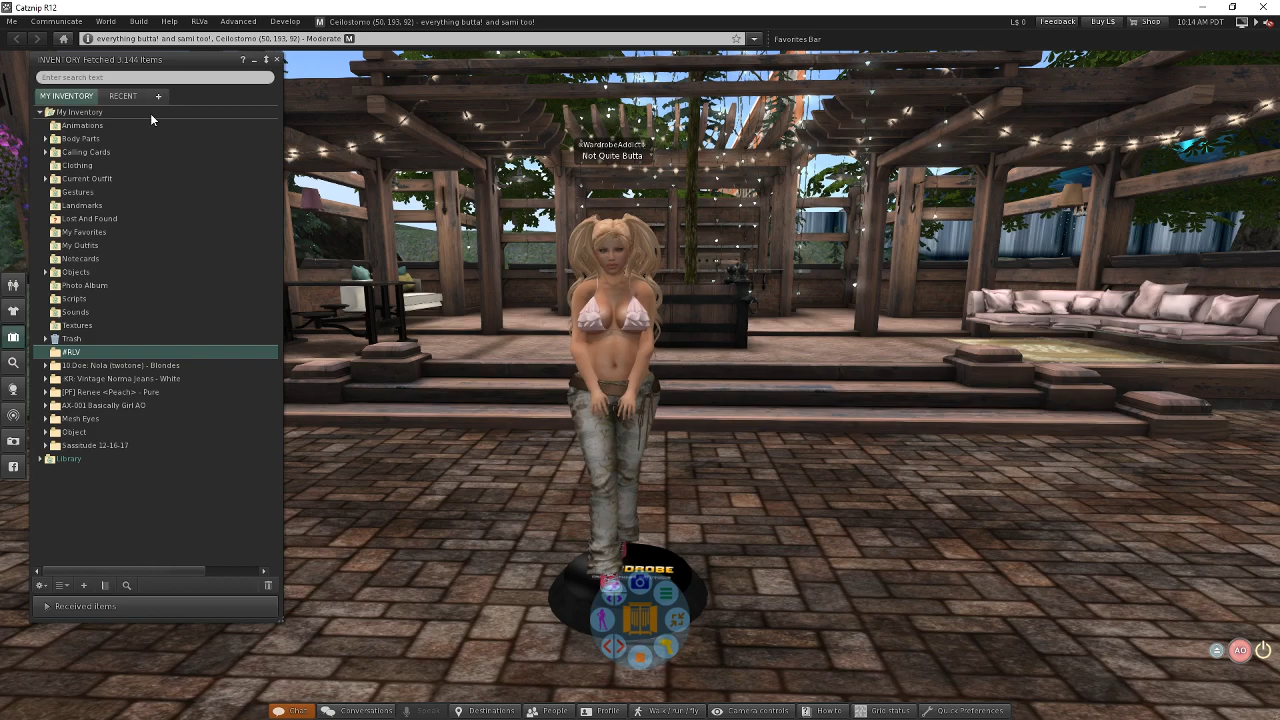 Catznip R12
Me Communicate World Build Help RLVa Advanced Develop M Ceilostomo (50, 193, 92) - everything butta! and sami too! L$ 0 Feedback Buy L$ Shop 10:14 AM PDT
everything butta! and sami too!, Ceilostomo (50, 193, 92) - Moderate M Favorites Bar
INVENTORY Fetched 3,144 items ?
Enter search text
MY INVENTORY RECENT +
My Inventory
Animations
Body Parts
Calling Cards
Clothing
Current Outfit
Gestures
Landmarks
Lost And Found
My Favorites
My Outfits
Notecards
Objects
Photo Album
Scripts
Sounds
Textures
Trash
#RLV
10.Doe: Nola (twotone) - Blondes
KR: Vintage Norma Jeans - White
[PF] Renee <Peach> - Pure
AX-001 Basically Girl AO
Mesh Eyes
Object
Sassitude 12-16-17
Library
Received items
WardrobeAddict
Not Quite Butta
AO
Chat Conversations Speak Destinations People Profile Walk / run / fly Camera controls How to Grid status Quick Preferences